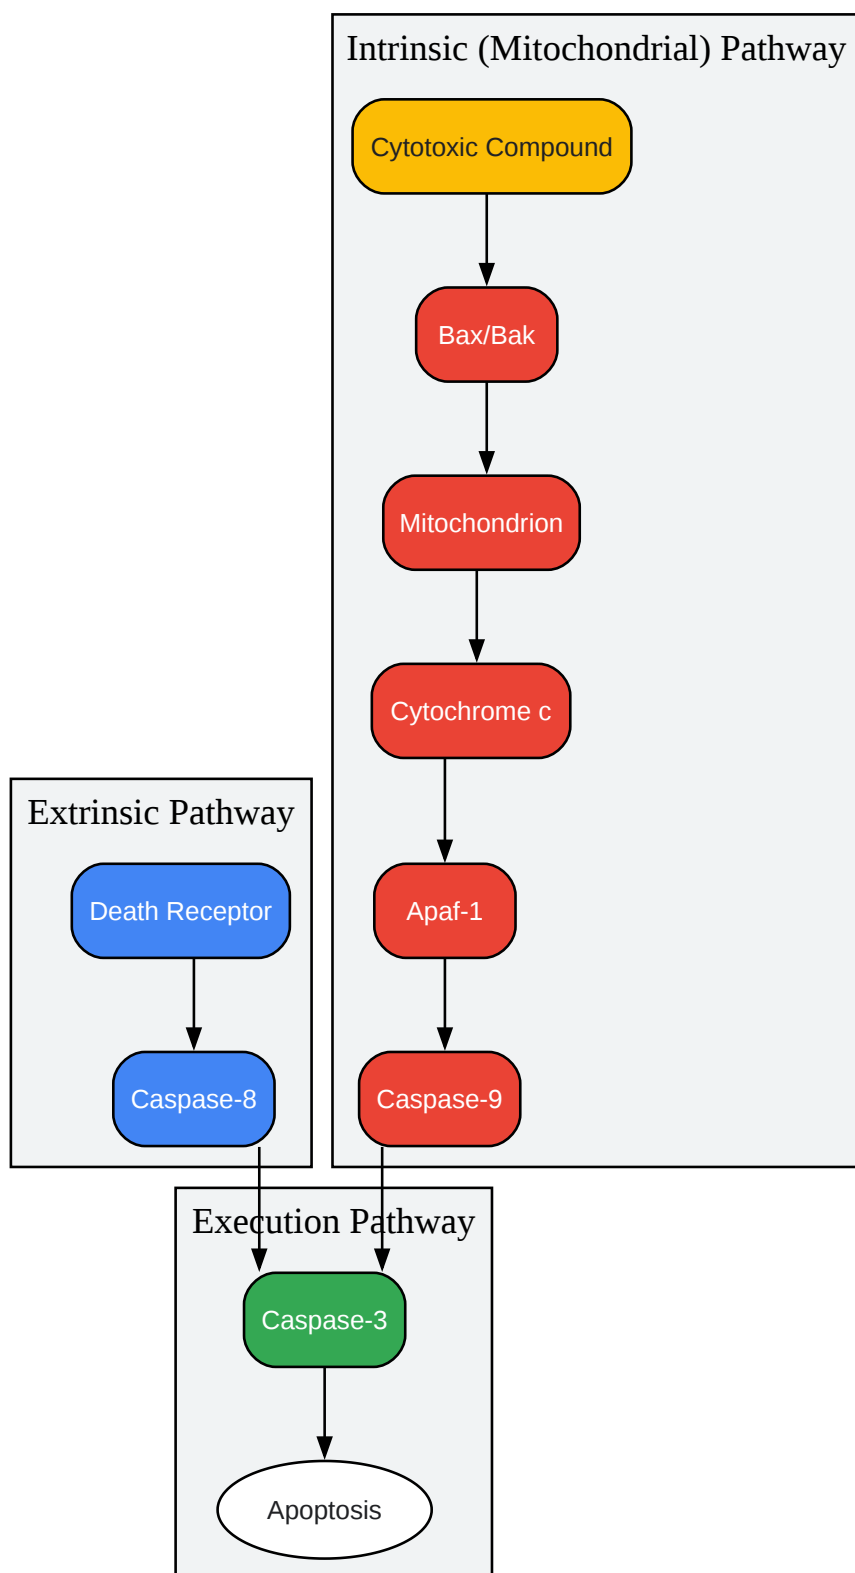 Intrinsic (Mitochondrial) Pathway
Cytotoxic Compound
Bax/Bak
Mitochondrion
Cytochrome c
Apaf-1
Caspase-9
Extrinsic Pathway
Death Receptor
Caspase-8
Execution Pathway
Caspase-3
Apoptosis